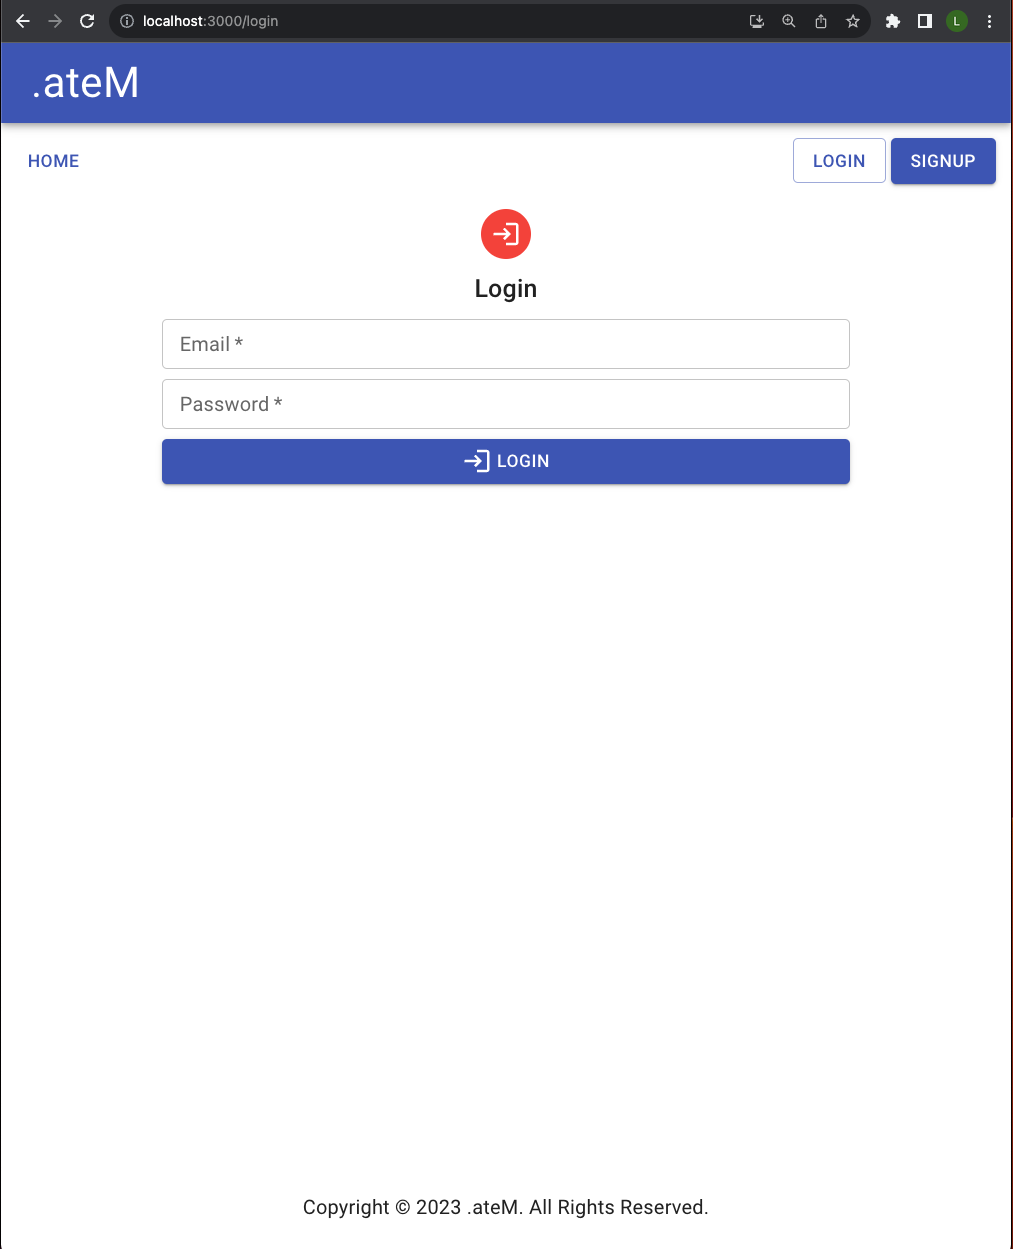 localhost:3000/login
L
.ateM
HOME
LOGIN
SIGNUP
Login
Email *
Password *
LOGIN
Copyright © 2023 .ateM. All Rights Reserved.